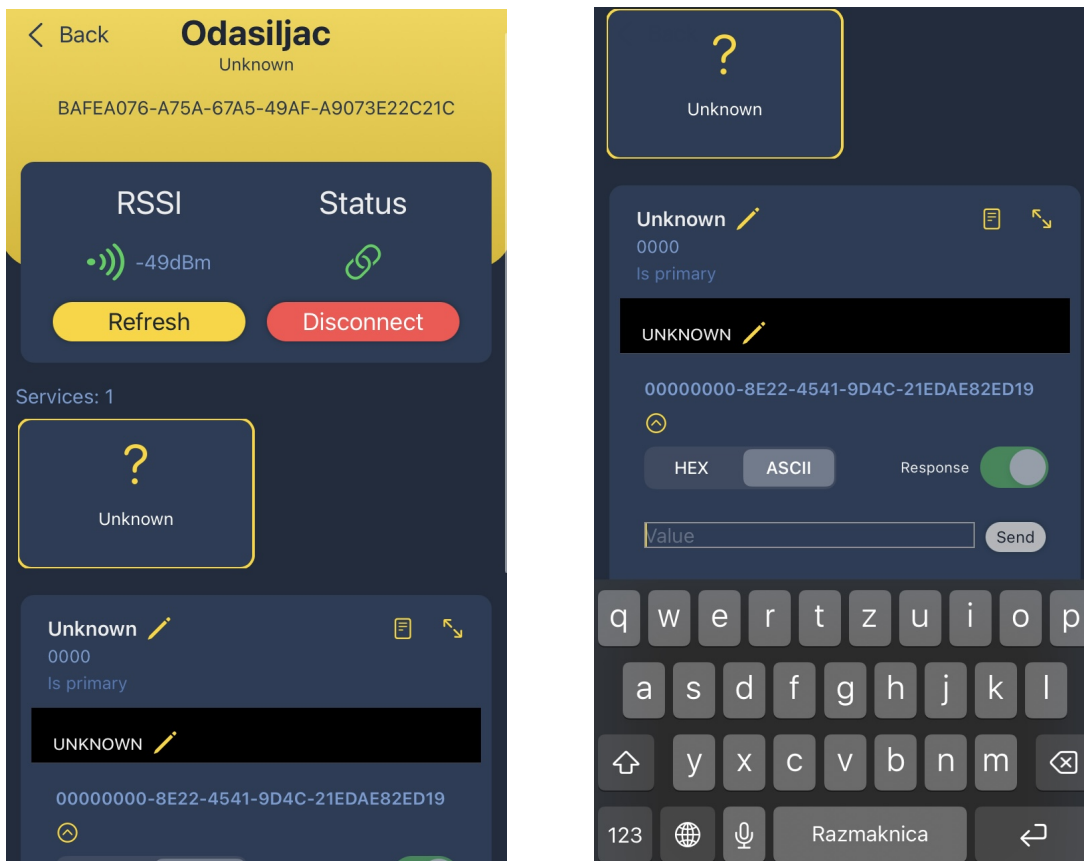 Back
Odasiljac
Unknown
BAFEA076-A75A-67A5-49AF-A9073E22C21C
RSSI Status
-49dBm
Refresh Disconnect
Services: 1
?
Unknown
Unknown
0000
Is primary
UNKNOWN
00000000-8E22-4541-9D4C-21EDAE82ED19
?
Unknown
Unknown
0000
Is primary
UNKNOWN
00000000-8E22-4541-9D4C-21EDAE82ED19
HEX ASCII Response
Value Send
q w e r t z u i o p
a s d f g h j k l
y x c v b n m
123 Razmaknica